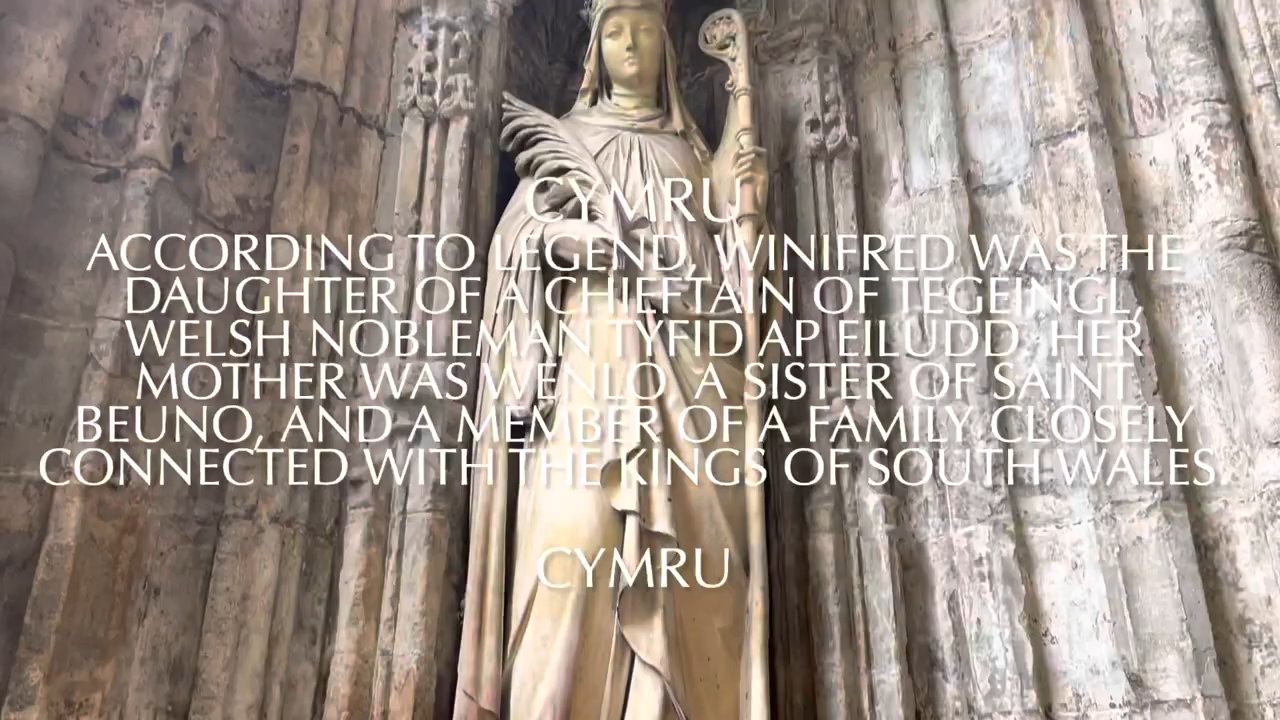 CYMRU
ACCORDING TO LEGEND, WINIFRED WAS THE
DAUGHTER OF A CHIEFTAIN OF TEGEINGL,
WELSH NOBLEMAN TYFID AP EILUDD. HER
MOTHER WAS WENLO, A SISTER OF SAINT
BEUNO, AND A MEMBER OF A FAMILY CLOSELY
CONNECTED WITH THE KINGS OF SOUTH WALES.
CYMRU